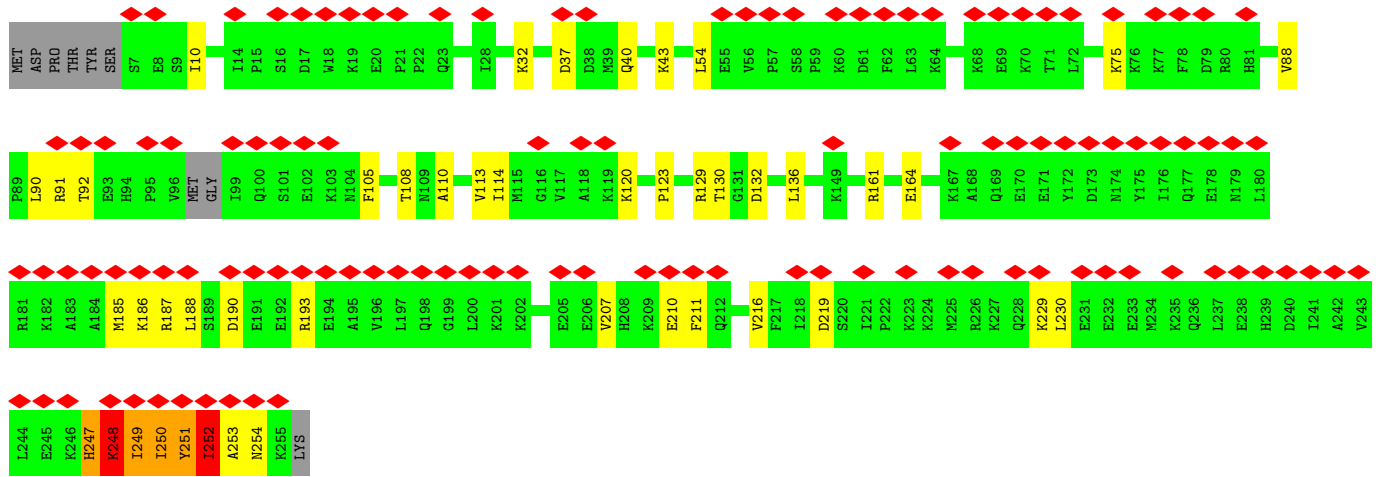 MET ASP PRO THR TYR SER S7 E8 S9 I10 I14 P15 S16 D17 W18 K19 E20 P21 P22 Q23 I28 K32 D37 D38 M39 Q40 K43 L54 E55 V56 P57 S58 P59 K60 D61 F62 L63 K64 K68 E69 K70 T71 L72 K75 K76 K77 F78 D79 R80 H81 V88
P89 L90 R91 T92 E93 H94 P95 V96 MET GLY I99 Q100 S101 E102 K103 N104 F105 T108 N109 A110 V113 I114 M115 G116 V117 A118 K119 K120 P123 R129 T130 G131 D132 L136 K149 R161 E164 K167 A168 Q169 E170 E171 Y172 D173 N174 Y175 I176 Q177 E178 N179 L180
R181 K182 A183 A184 M185 K186 R187 L188 S189 D190 E191 E192 R193 E194 A195 V196 L197 Q198 G199 L200 K201 K202 E205 E206 V207 H208 K209 E210 F211 Q212 V216 F217 I218 D219 S220 I221 P222 K223 K224 M225 R226 K227 Q228 K229 L230 E231 E232 E233 M234 K235 Q236 L237 E238 H239 D240 I241 A242 V243
L244 E245 K246 H247 K248 I249 I250 Y251 I252 A253 N254 K255 LYS